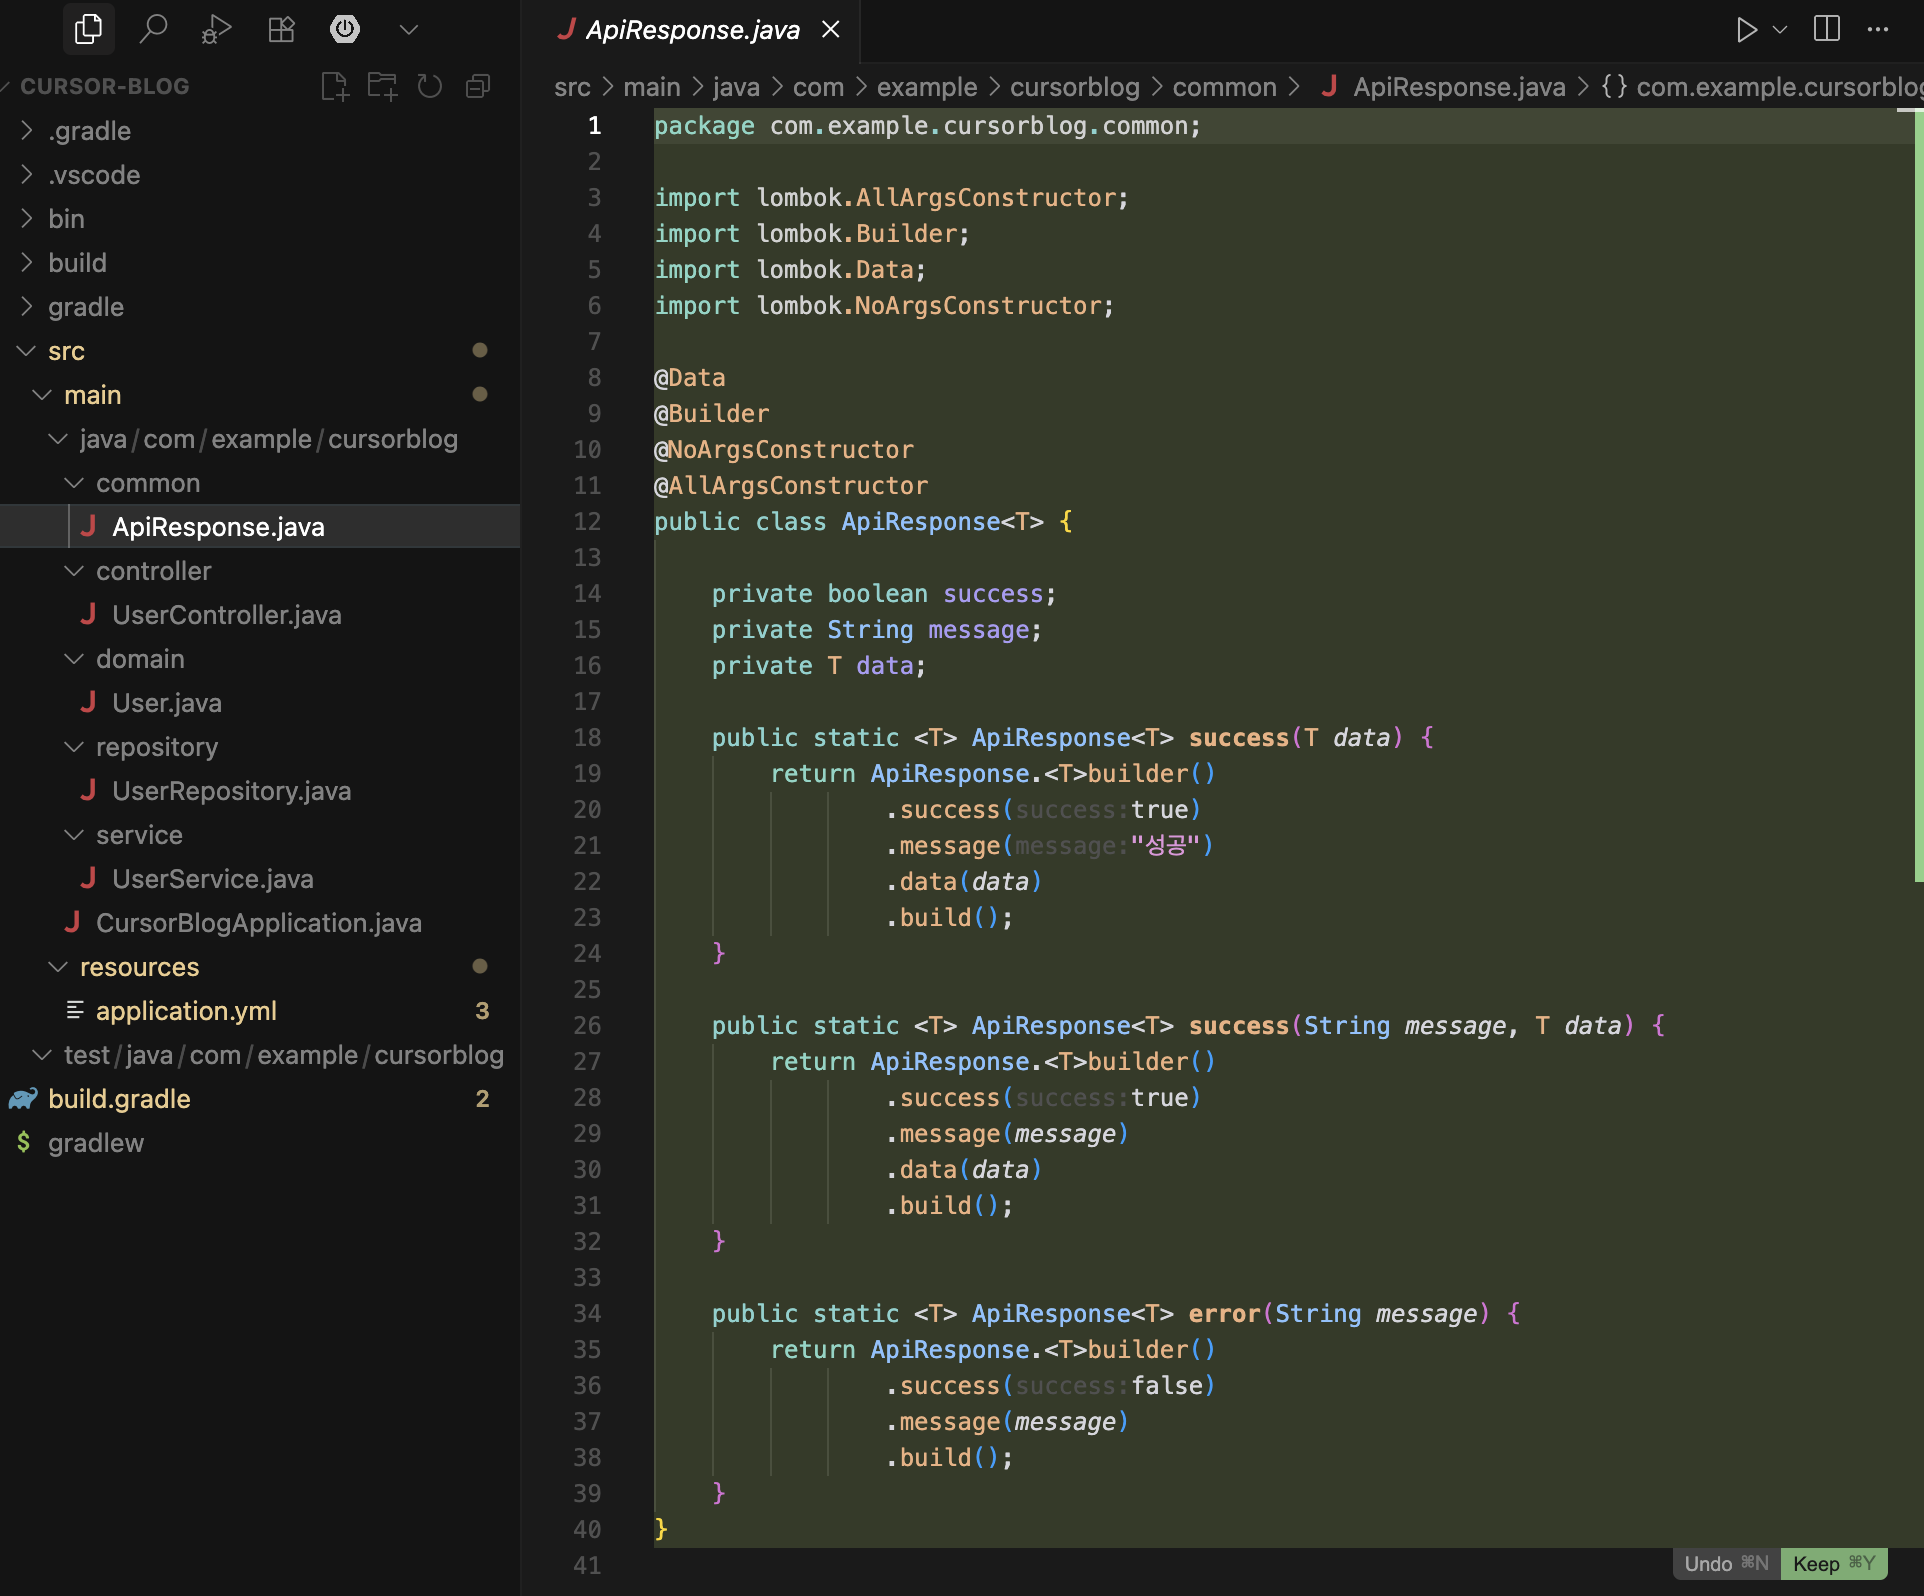 ApiResponse.java
CURSOR-BLOG
.gradle
.vscode
bin
build
gradle
src
main
java/com/example/cursorblog
common
ApiResponse.java
controller
UserController.java
domain
User.java
repository
UserRepository.java
service
UserService.java
CursorBlogApplication.java
resources
application.yml 3
test/java/com/example/cursorblog
build.gradle 2
$ gradlew
src > main > java > com > example > cursorblog > common > ApiResponse.java > {} com.example.cursorblog
1 package com.example.cursorblog.common;
2
3 import lombok.AllArgsConstructor;
4 import lombok.Builder;
5 import lombok.Data;
6 import lombok.NoArgsConstructor;
7
8 @Data
9 @Builder
10 @NoArgsConstructor
11 @AllArgsConstructor
12 public class ApiResponse<T> {
13
14     private boolean success;
15     private String message;
16     private T data;
17
18     public static <T> ApiResponse<T> success(T data) {
19         return ApiResponse.<T>builder()
20                 .success(success:true)
21                 .message(message:"성공")
22                 .data(data)
23                 .build();
24     }
25
26     public static <T> ApiResponse<T> success(String message, T data) {
27         return ApiResponse.<T>builder()
28                 .success(success:true)
29                 .message(message)
30                 .data(data)
31                 .build();
32     }
33
34     public static <T> ApiResponse<T> error(String message) {
35         return ApiResponse.<T>builder()
36                 .success(success:false)
37                 .message(message)
38                 .build();
39     }
40 }
41
Undo ⌘N Keep ⌘Y